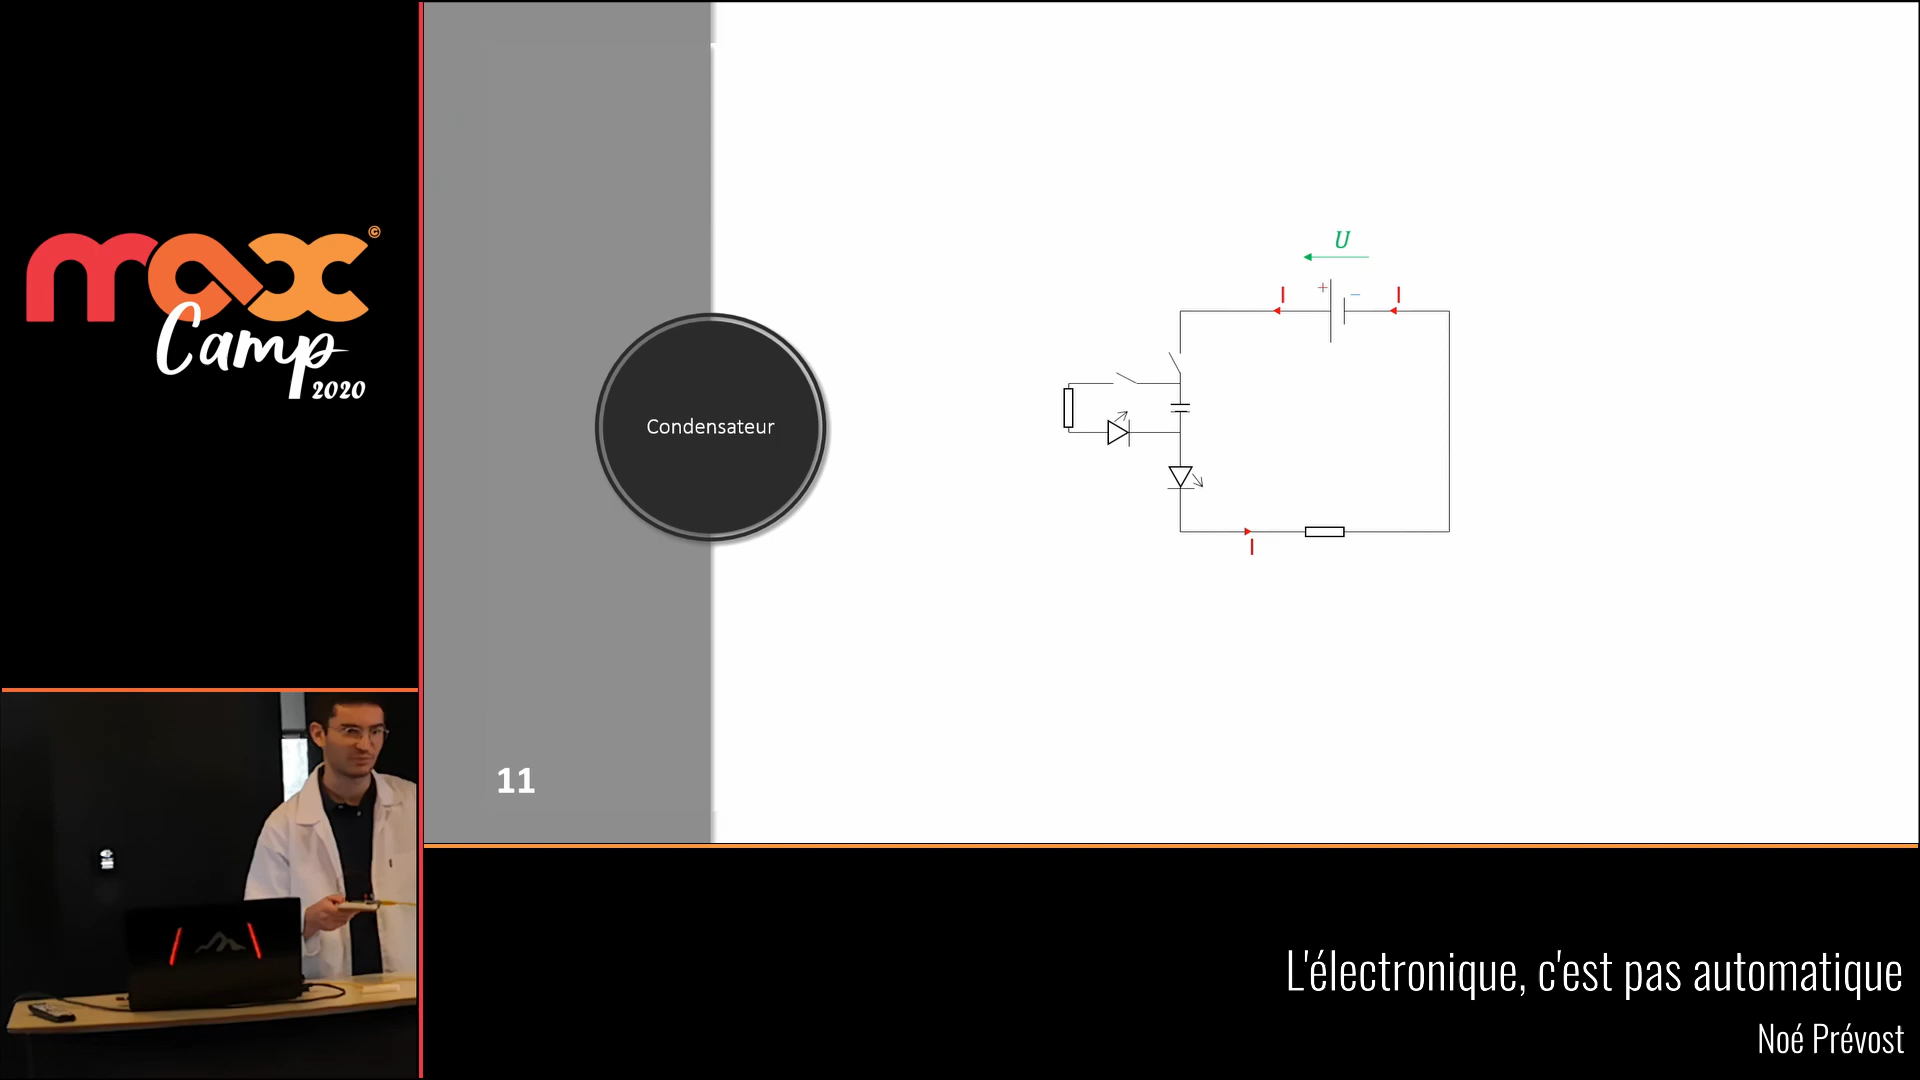 max©
Camp
2020
Condensateur
11
U
+
−
I
I
I
L'électronique, c'est pas automatique
Noé Prévost